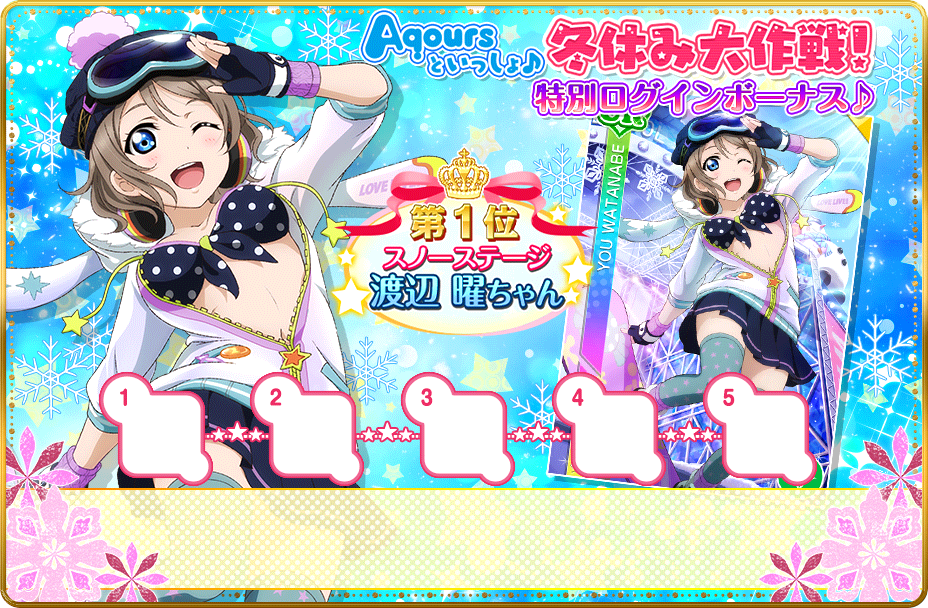 Aqours
といっしょ♪
冬休み大作戦!
特別ログインボーナス♪
LOVE
第1位
スノーステージ
渡辺 曜ちゃん
YOU WATANABE
LOVE LIVE!
1
2
3
4
5